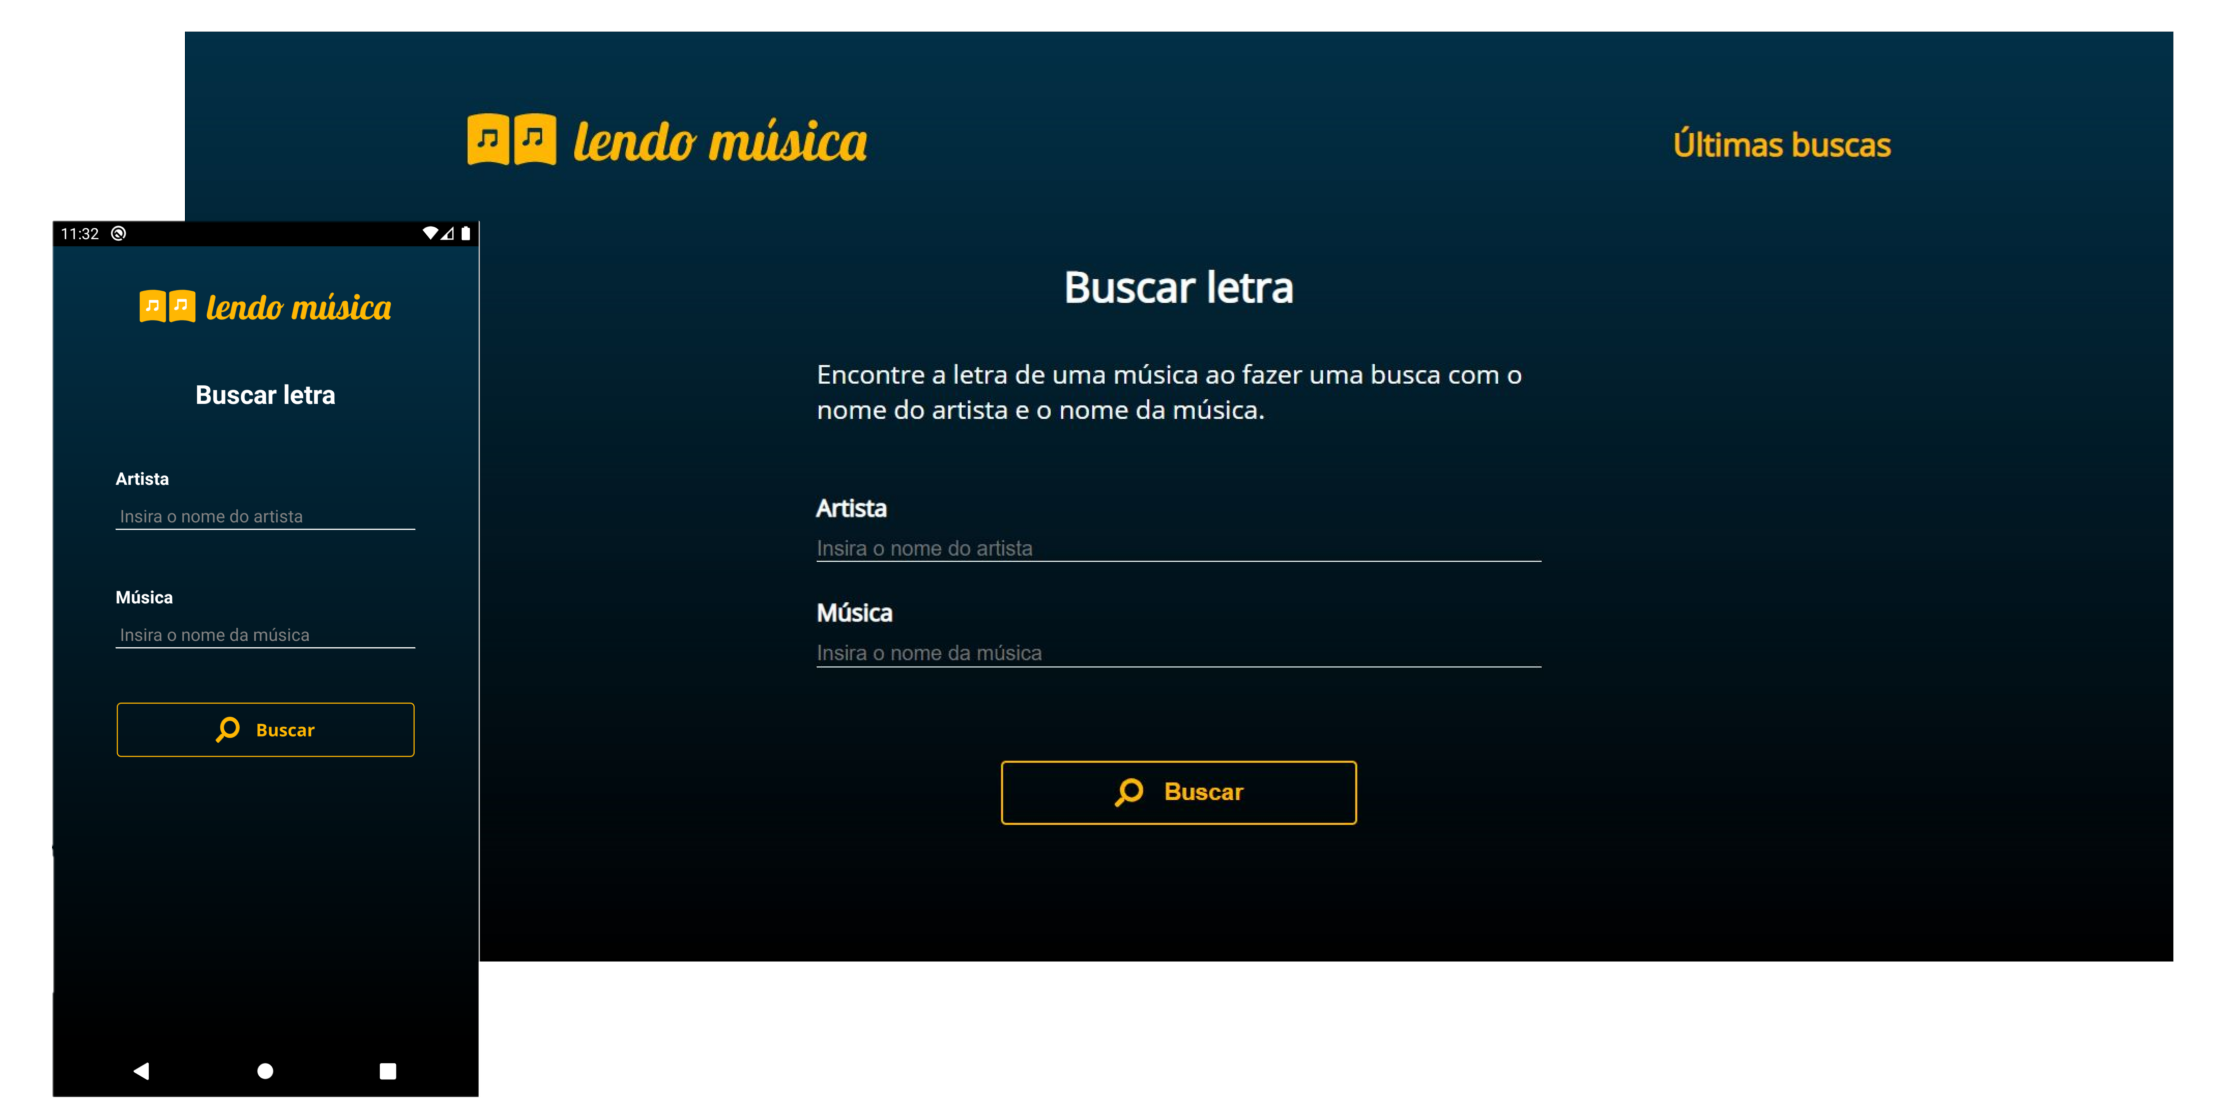 lendo música
Últimas buscas
Buscar letra
Encontre a letra de uma música ao fazer uma busca com o
nome do artista e o nome da música.
Artista
Insira o nome do artista
Música
Insira o nome da música
Buscar
11:32
lendo música
Buscar letra
Artista
Insira o nome do artista
Música
Insira o nome da música
Buscar